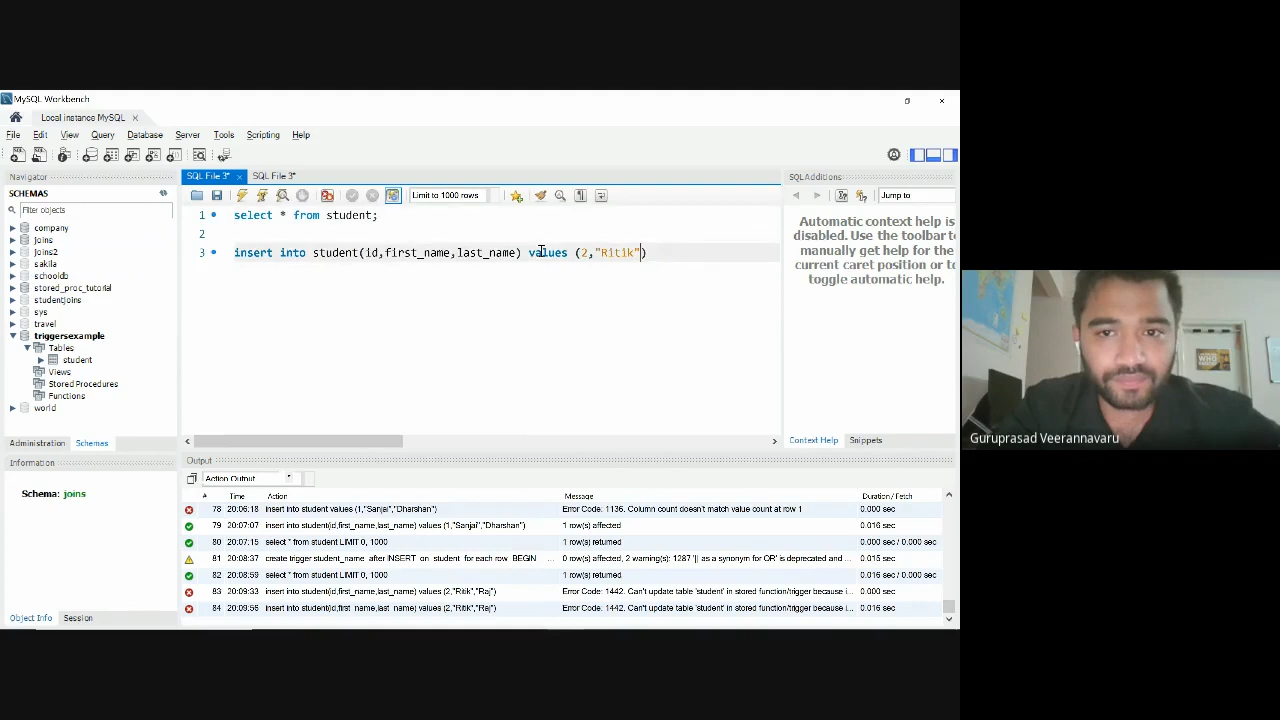 MySQL Workbench
Local instance MySQL
File Edit View Query Database Server Tools Scripting Help
Navigator
SCHEMAS
Filter objects
company
joins
joins2
sakila
schooldb
stored_proc_tutorial
studentjoins
sys
travel
triggersexample
Tables
student
Views
Stored Procedures
Functions
world
Administration Schemas
Information
Schema: joins
Object Info Session
SQL File 3* SQL File 3*
Limit to 1000 rows
1 select * from student;
2
3 insert into student(id,first_name,last_name) values (2,"Ritik")
SQLAdditions
Jump to
Automatic context help is
disabled. Use the toolbar to
manually get help for the
current caret position or to
toggle automatic help.
Context Help Snippets
Output
Action Output
# Time Action Message Duration / Fetch
78 20:06:18 insert into student values (1,"Sanjai","Dharshan") Error Code: 1136. Column count doesn't match value count at row 1 0.000 sec
79 20:07:07 insert into student(id,first_name,last_name) values (1,"Sanjai","Dharshan") 1 row(s) affected 0.016 sec
80 20:07:15 select * from student LIMIT 0, 1000 1 row(s) returned 0.000 sec / 0.000 sec
81 20:08:37 create trigger student_name after INSERT on student for each row BEGIN ... 0 row(s) affected, 2 warning(s): 1287 '|| as a synonym for OR' is deprecated and ... 0.015 sec
82 20:08:59 select * from student LIMIT 0, 1000 1 row(s) returned 0.016 sec / 0.000 sec
83 20:09:33 insert into student(id,first_name,last_name) values (2,"Ritik","Raj") Error Code: 1442. Can't update table 'student' in stored function/trigger because i... 0.000 sec
84 20:09:56 insert into student(id,first_name,last_name) values (2,"Ritik","Raj") Error Code: 1442. Can't update table 'student' in stored function/trigger because i... 0.016 sec
Guruprasad Veerannavaru